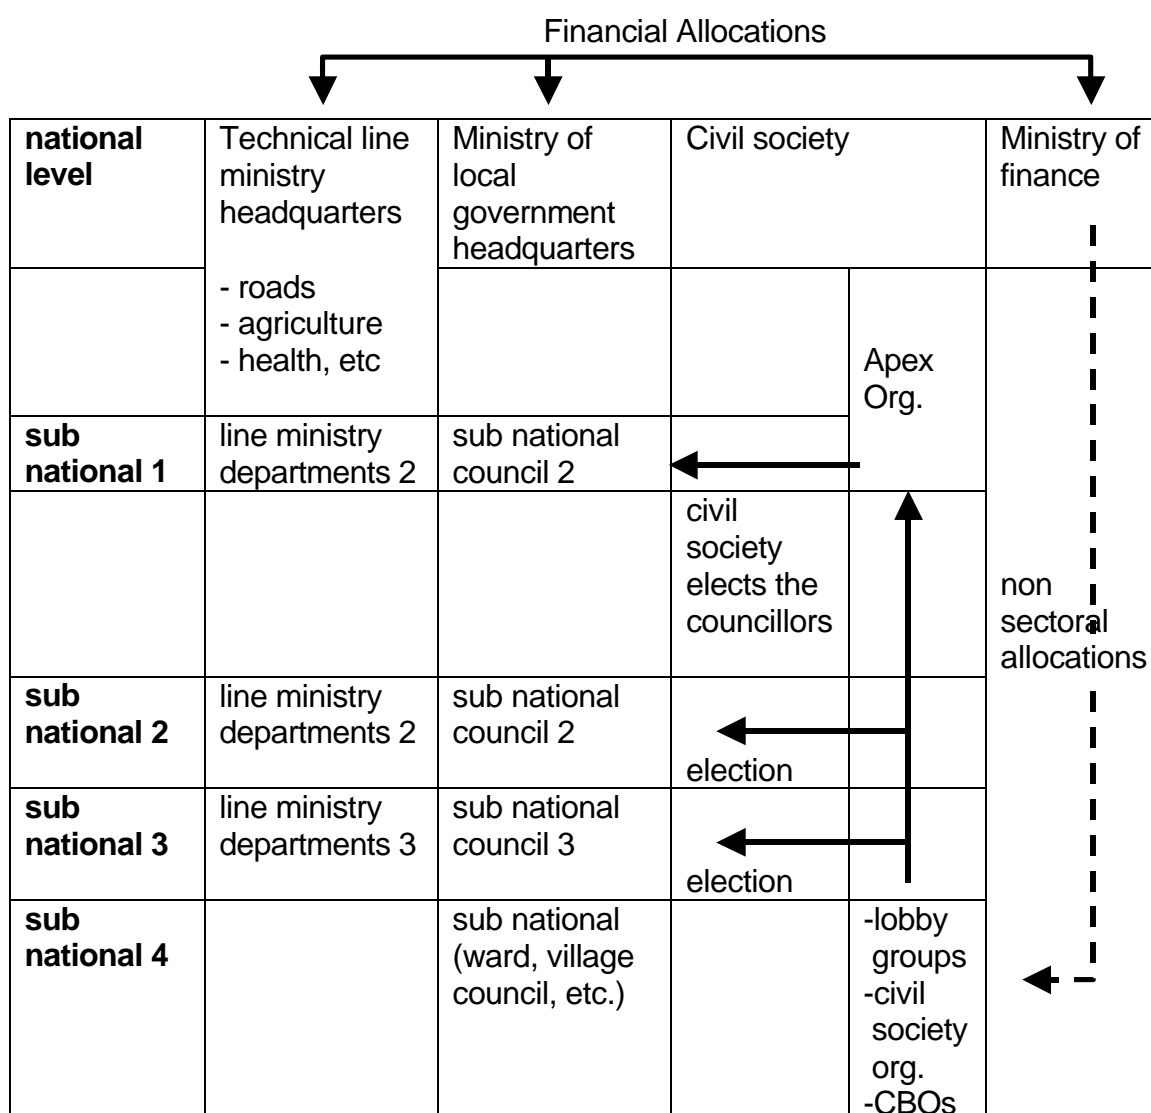 Financial Allocations
national
level
Technical line
ministry
headquarters
- roads
- agriculture
- health, etc
Ministry of
local
government
headquarters
Civil society
Ministry of
finance
Apex
Org.
sub
national 1
line ministry
departments 2
sub national
council 2
civil
society
elects the
councillors
non
sectoral
allocations
sub
national 2
line ministry
departments 2
sub national
council 2
election
sub
national 3
line ministry
departments 3
sub national
council 3
election
sub
national 4
sub national
(ward, village
council, etc.)
-lobby
groups
-civil
society
org.
-CBOs